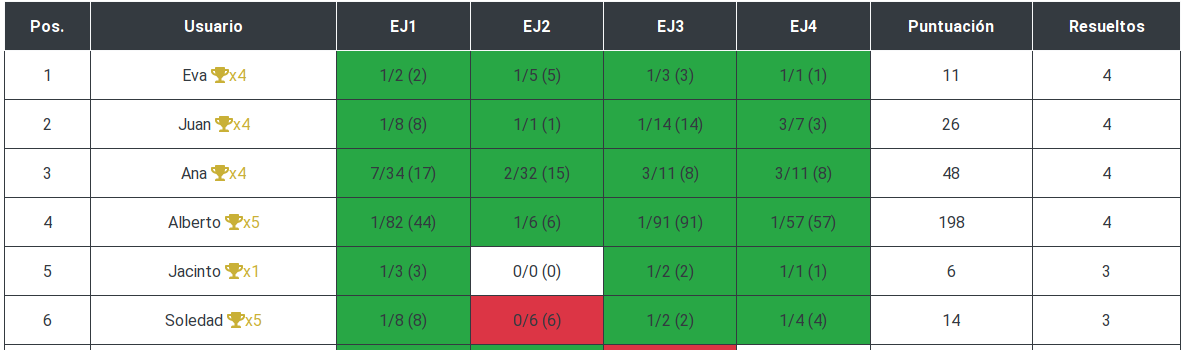 Pos. Usuario EJ1 EJ2 EJ3 EJ4 Puntuación Resueltos
1 Eva x4 1/2 (2) 1/5 (5) 1/3 (3) 1/1 (1) 11 4
2 Juan x4 1/8 (8) 1/1 (1) 1/14 (14) 3/7 (3) 26 4
3 Ana x4 7/34 (17) 2/32 (15) 3/11 (8) 3/11 (8) 48 4
4 Alberto x5 1/82 (44) 1/6 (6) 1/91 (91) 1/57 (57) 198 4
5 Jacinto x1 1/3 (3) 0/0 (0) 1/2 (2) 1/1 (1) 6 3
6 Soledad x5 1/8 (8) 0/6 (6) 1/2 (2) 1/4 (4) 14 3